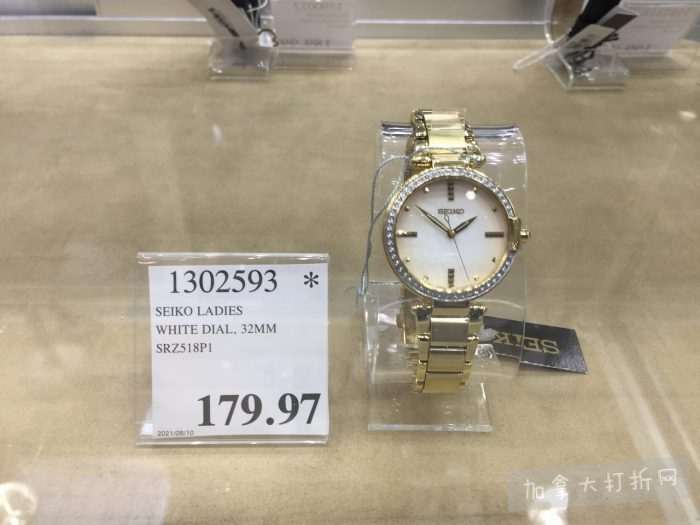 1302593 *
SEIKO LADIES
WHITE DIAL, 32MM
SRZ518P1
179.97
2021/08/10
SEIKO
SEIKO
加拿大打折网